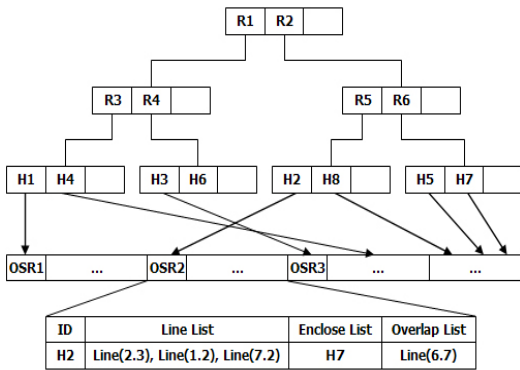 R1 R2
R3 R4 R5 R6
H1 H4 H3 H6 H2 H8 H5 H7
OSR1 ... OSR2 ... OSR3 ... ...
ID Line List Enclose List Overlap List
H2 Line(2.3), Line(1.2), Line(7.2) H7 Line(6.7)